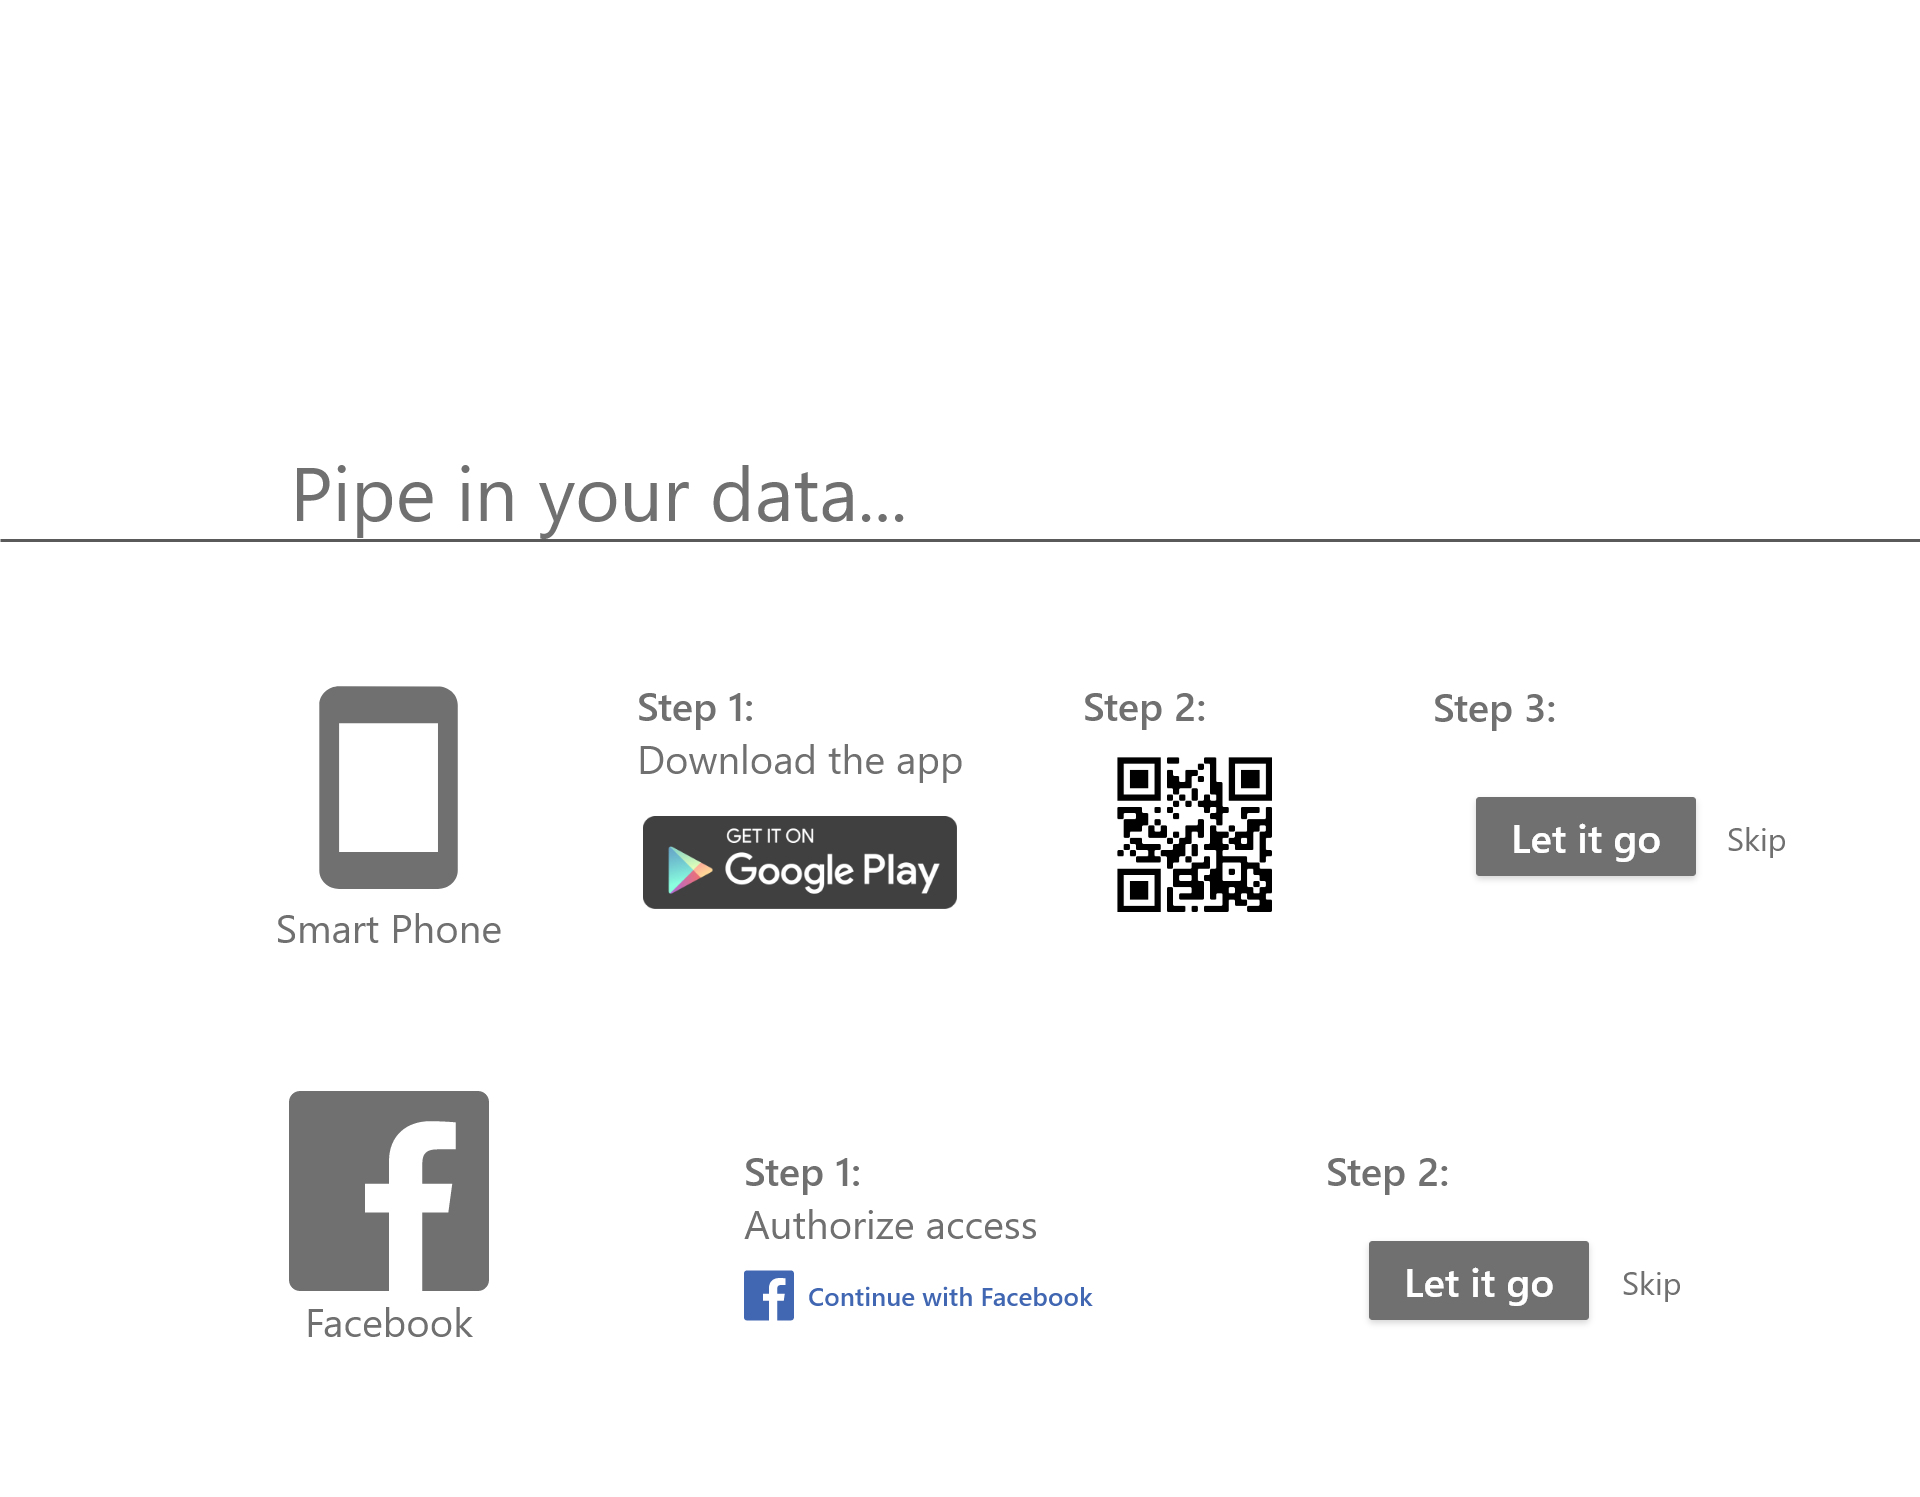 Pipe in your data...
Step 1:
Download the app
GET IT ON
Google Play
Step 2:
Step 3:
Let it go
Skip
Smart Phone
Step 1:
Authorize access
Continue with Facebook
Step 2:
Let it go
Skip
Facebook